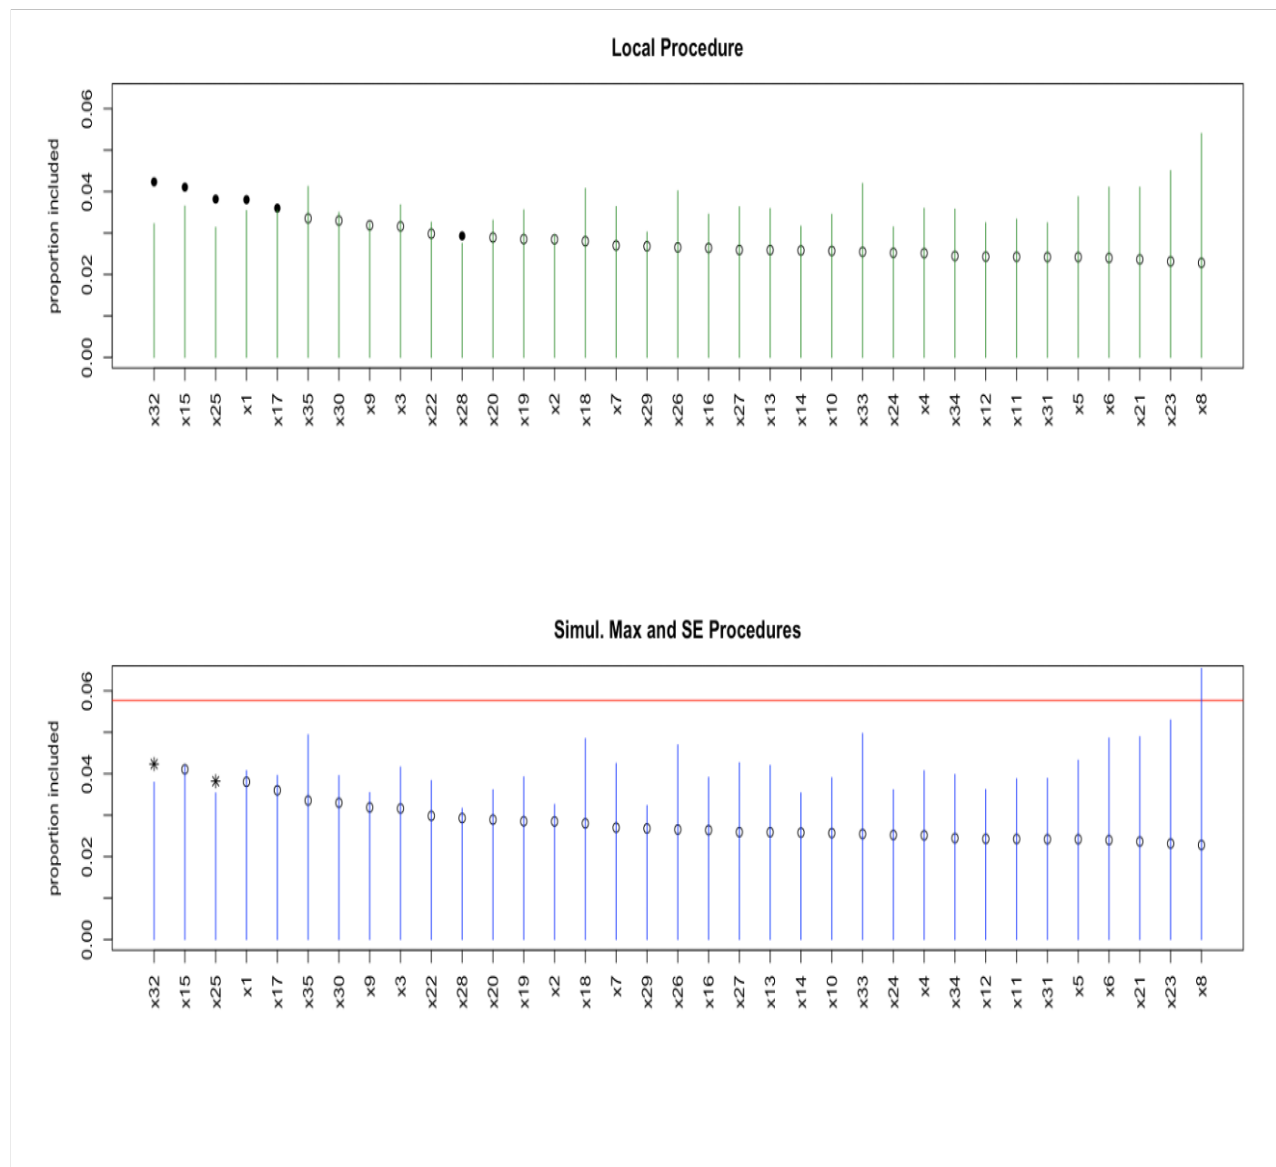 Local Procedure
proportion included
0.06
0.04
0.02
0.00
x32 x15 x25 x1 x17 x35 x30 x9 x3 x22 x28 x20 x19 x2 x18 x7 x29 x26 x16 x27 x13 x14 x10 x33 x24 x4 x34 x12 x11 x31 x5 x6 x21 x23 x8
Simul. Max and SE Procedures
proportion included
0.06
0.04
0.02
0.00
x32 x15 x25 x1 x17 x35 x30 x9 x3 x22 x28 x20 x19 x2 x18 x7 x29 x26 x16 x27 x13 x14 x10 x33 x24 x4 x34 x12 x11 x31 x5 x6 x21 x23 x8